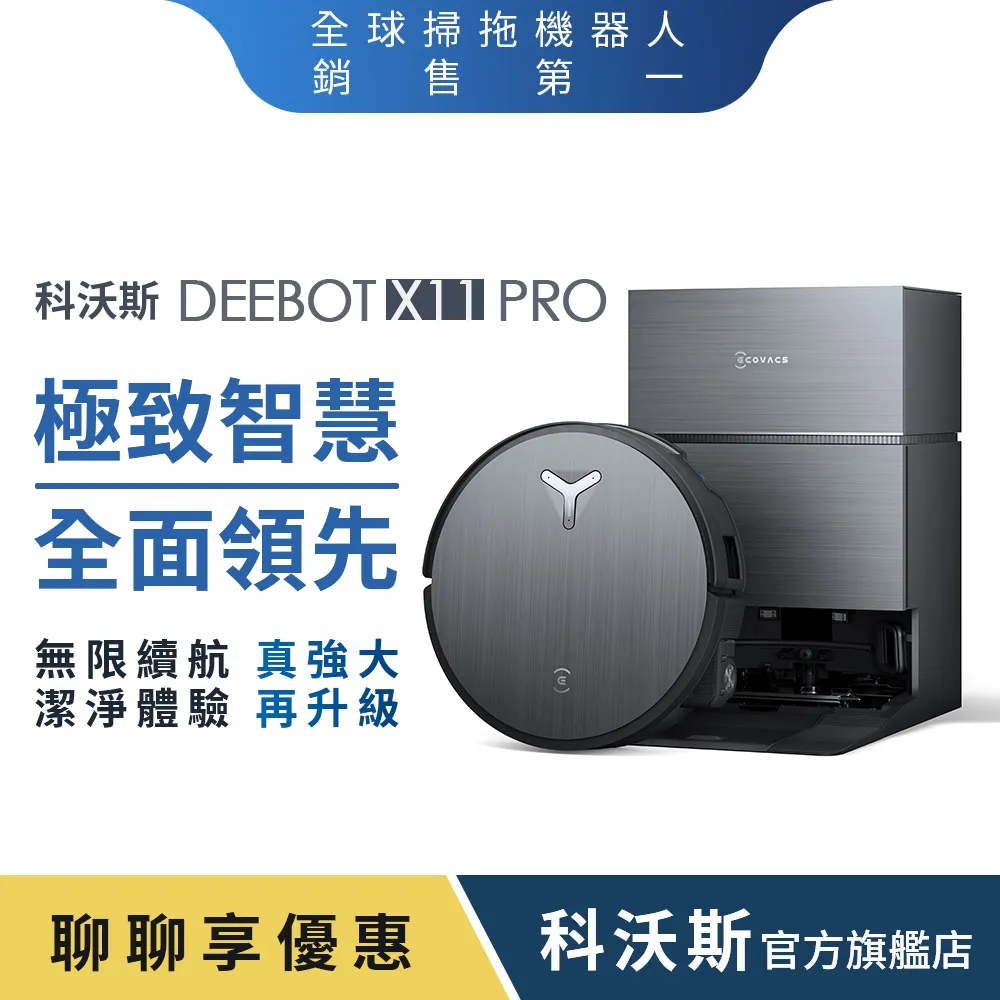 全球掃拖機器人
銷售第一
科沃斯 DEEBOT X11 PRO
ECOVACS
極致智慧
全面領先
無限續航 真強大
潔淨體驗 再升級
聊聊享優惠
科沃斯官方旗艦店